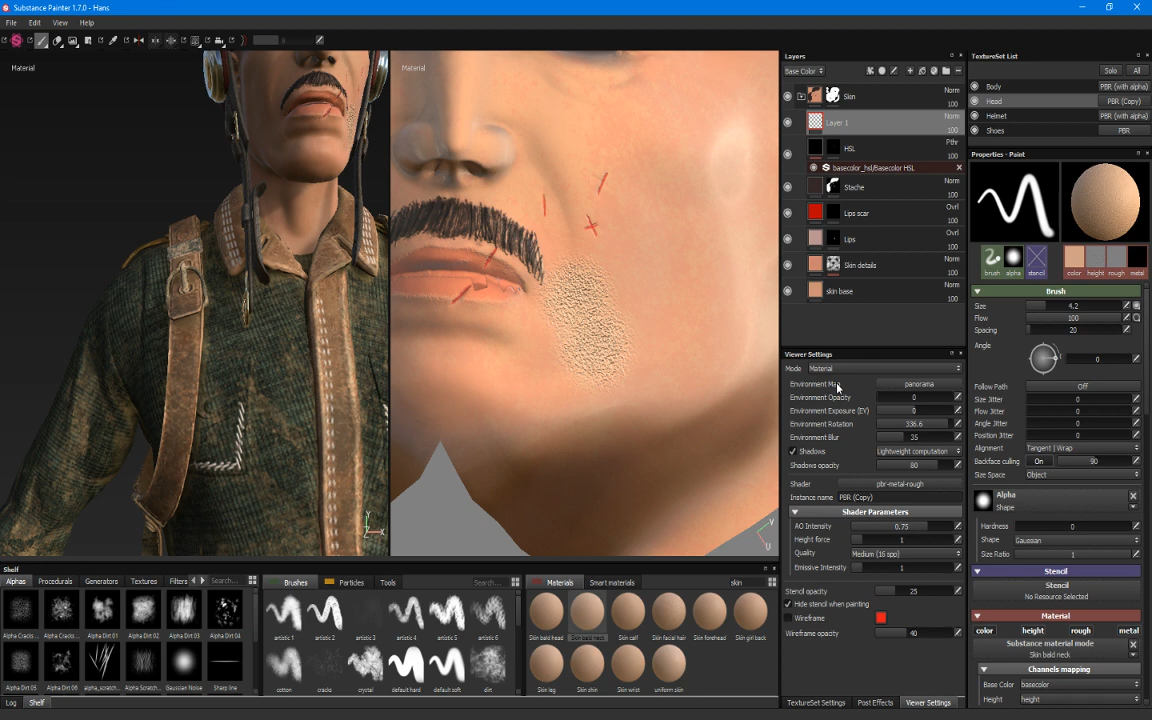 Substance Painter 1.7.0 - Hans
File Edit View Help
Material
Material
Layers
Base Color
Skin Norm 100
Layer 1 Norm 100
HSL Pthr 100
basecolor_hsl/Basecolor HSL
Stache Norm 100
Lips scar Ovrl 100
Lips Ovrl 100
Skin details Norm 100
skin base Norm 100
Viewer Settings
Mode Material
Environment Map panorama
Environment Opacity 0
Environment Exposure (EV) 0
Environment Rotation 336.6
Environment Blur 35
Shadows Lightweight computation
Shadows opacity 80
Shader pbr-metal-rough
Instance name PBR (Copy)
Shader Parameters
AO Intensity 0.75
Height force 1
Quality Medium (16 spp)
Emissive Intensity 1
Stencil opacity 25
Hide stencil when painting
Wireframe
Wireframe opacity 40
TextureSet Settings Post Effects Viewer Settings
TextureSet List
Solo All
Body PBR (with alpha)
Head PBR (Copy)
Helmet PBR (with alpha)
Shoes PBR
Properties - Paint
brush alpha stencil color height rough metal
Brush
Size 4.2
Flow 100
Spacing 20
Angle 0
Follow Path Off
Size Jitter 0
Flow Jitter 0
Angle Jitter 0
Position Jitter 0
Alignment Tangent | Wrap
Backface culling On 90
Size Space Object
Alpha
Shape
Hardness 0
Shape Gaussian
Size Ratio 1
Stencil
Stencil
No Resource Selected
Material
color height rough metal
Substance material mode
Skin bald neck
Channels mapping
Base Color basecolor
Height height
Shelf
Alphas Procedurals Generators Textures Filters Search...
Alpha Cracks ... Alpha Cracks ... Alpha Dirt 01 Alpha Dirt 02 Alpha Dirt 03 Alpha Dirt 04
Alpha Dirt 05 Alpha Dirt 06 alpha_scratch... Alpha Scratch... Gaussian Noise Sharp line
Brushes Particles Tools Search...
artistic 1 artistic 2 artistic 3 artistic 4 artistic 5 artistic 6
cotton cracks crystal default hard default soft dirt
Materials Smart materials skin
Skin bald head Skin bald neck Skin calf Skin facial hair Skin forehead Skin girl back
Skin leg Skin shin Skin wrist uniform skin
Log Shelf
Y
X
V
U